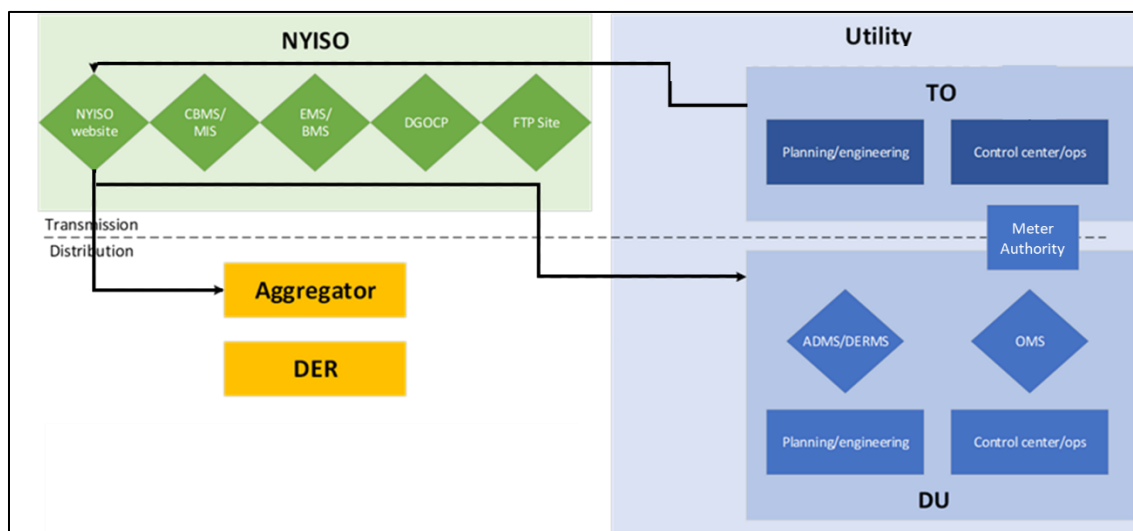 NYISO
Utility
NYISO
website
CBMS/
MIS
EMS/
BMS
DGOCP
FTP Site
TO
Planning/engineering
Control center/ops
Transmission
Distribution
Meter
Authority
Aggregator
DER
ADMS/DERMS
OMS
Planning/engineering
Control center/ops
DU